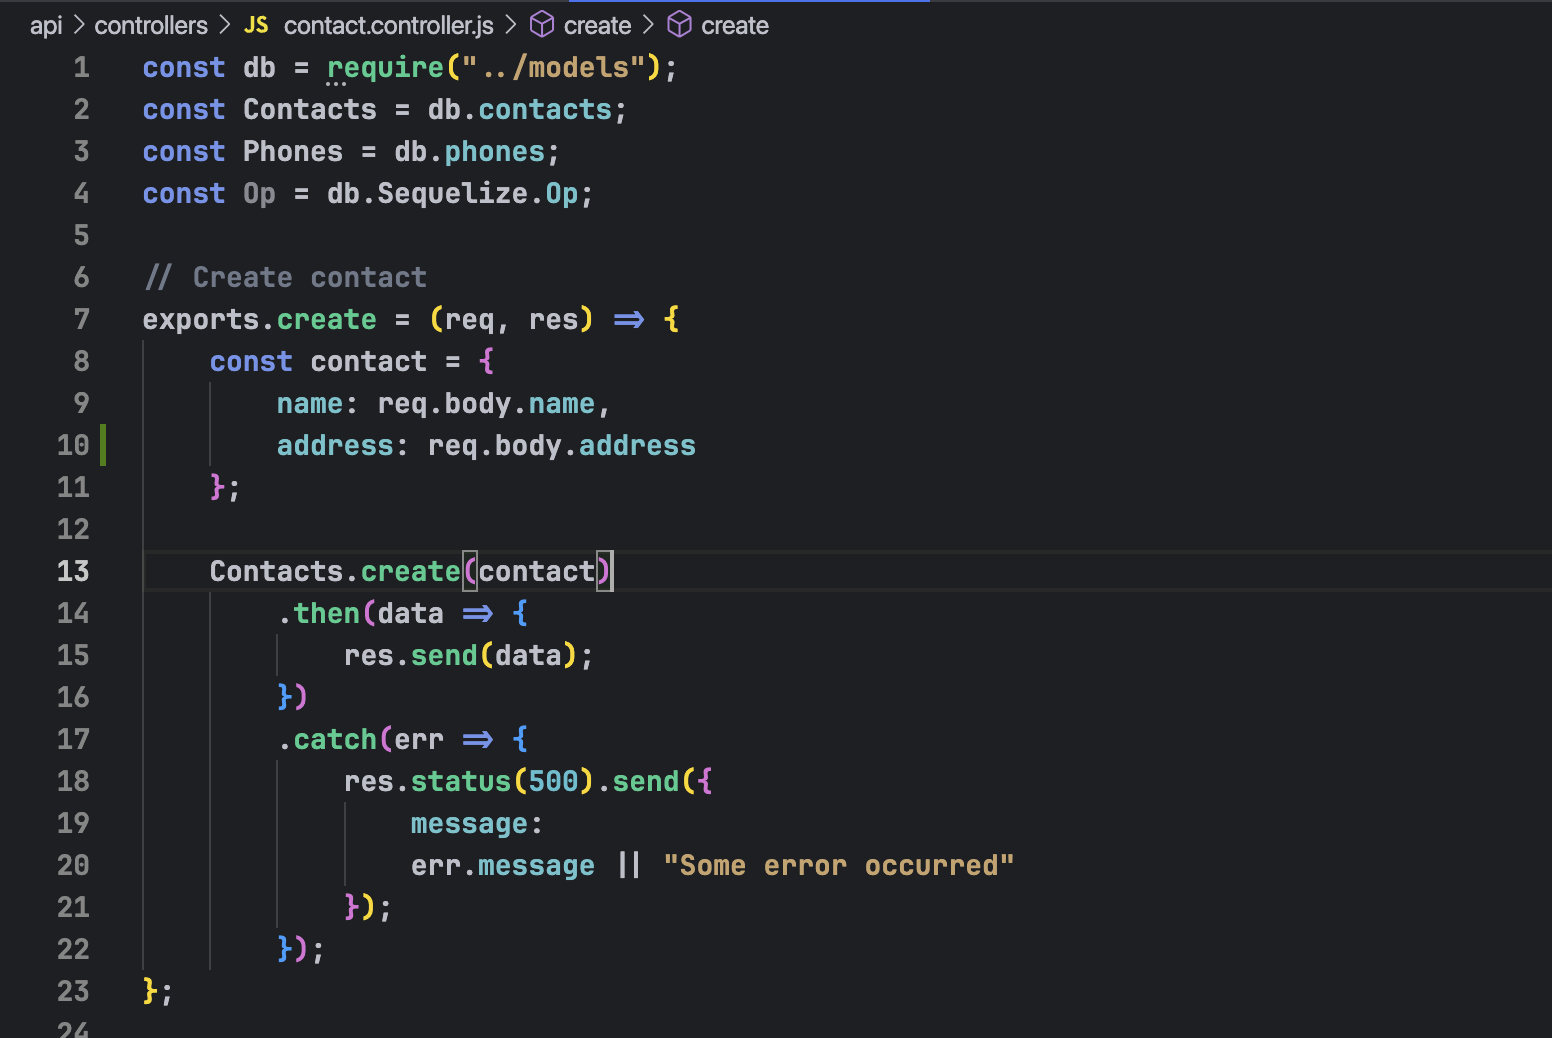 api > controllers > JS contact.controller.js > create > create
1 const db = require("../models");
2 const Contacts = db.contacts;
3 const Phones = db.phones;
4 const Op = db.Sequelize.Op;
5
6 // Create contact
7 exports.create = (req, res) => {
8     const contact = {
9         name: req.body.name,
10         address: req.body.address
11     };
12
13     Contacts.create(contact)
14         .then(data => {
15             res.send(data);
16         })
17         .catch(err => {
18             res.status(500).send({
19                 message:
20                 err.message || "Some error occurred"
21             });
22         });
23 };
24